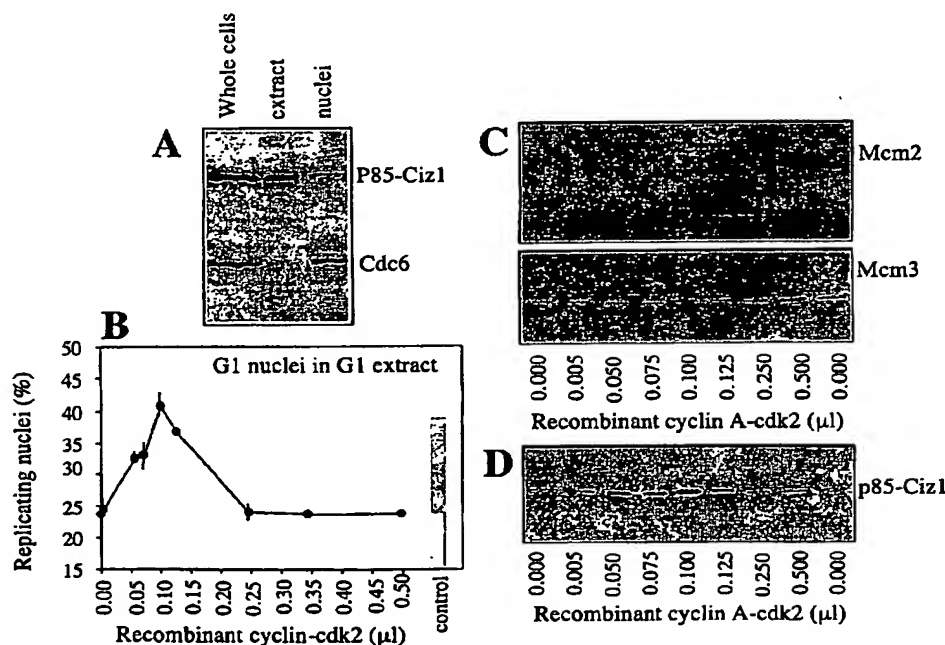 Whole cells
extract
nuclei
A
P85-Ciz1
Cdc6
B
50
45
40
35
30
25
20
15
Replicating nuclei (%)
G1 nuclei in G1 extract
0.00
0.05
0.10
0.15
0.20
0.25
0.30
0.35
0.40
0.45
0.50
control
Recombinant cyclin-cdk2 (µl)
C
Mcm2
Mcm3
0.000
0.005
0.050
0.075
0.100
0.125
0.250
0.500
0.000
Recombinant cyclin A-cdk2 (µl)
D
p85-Ciz1
0.000
0.005
0.050
0.075
0.100
0.125
0.250
0.500
0.000
Recombinant cyclin A-cdk2 (µl)